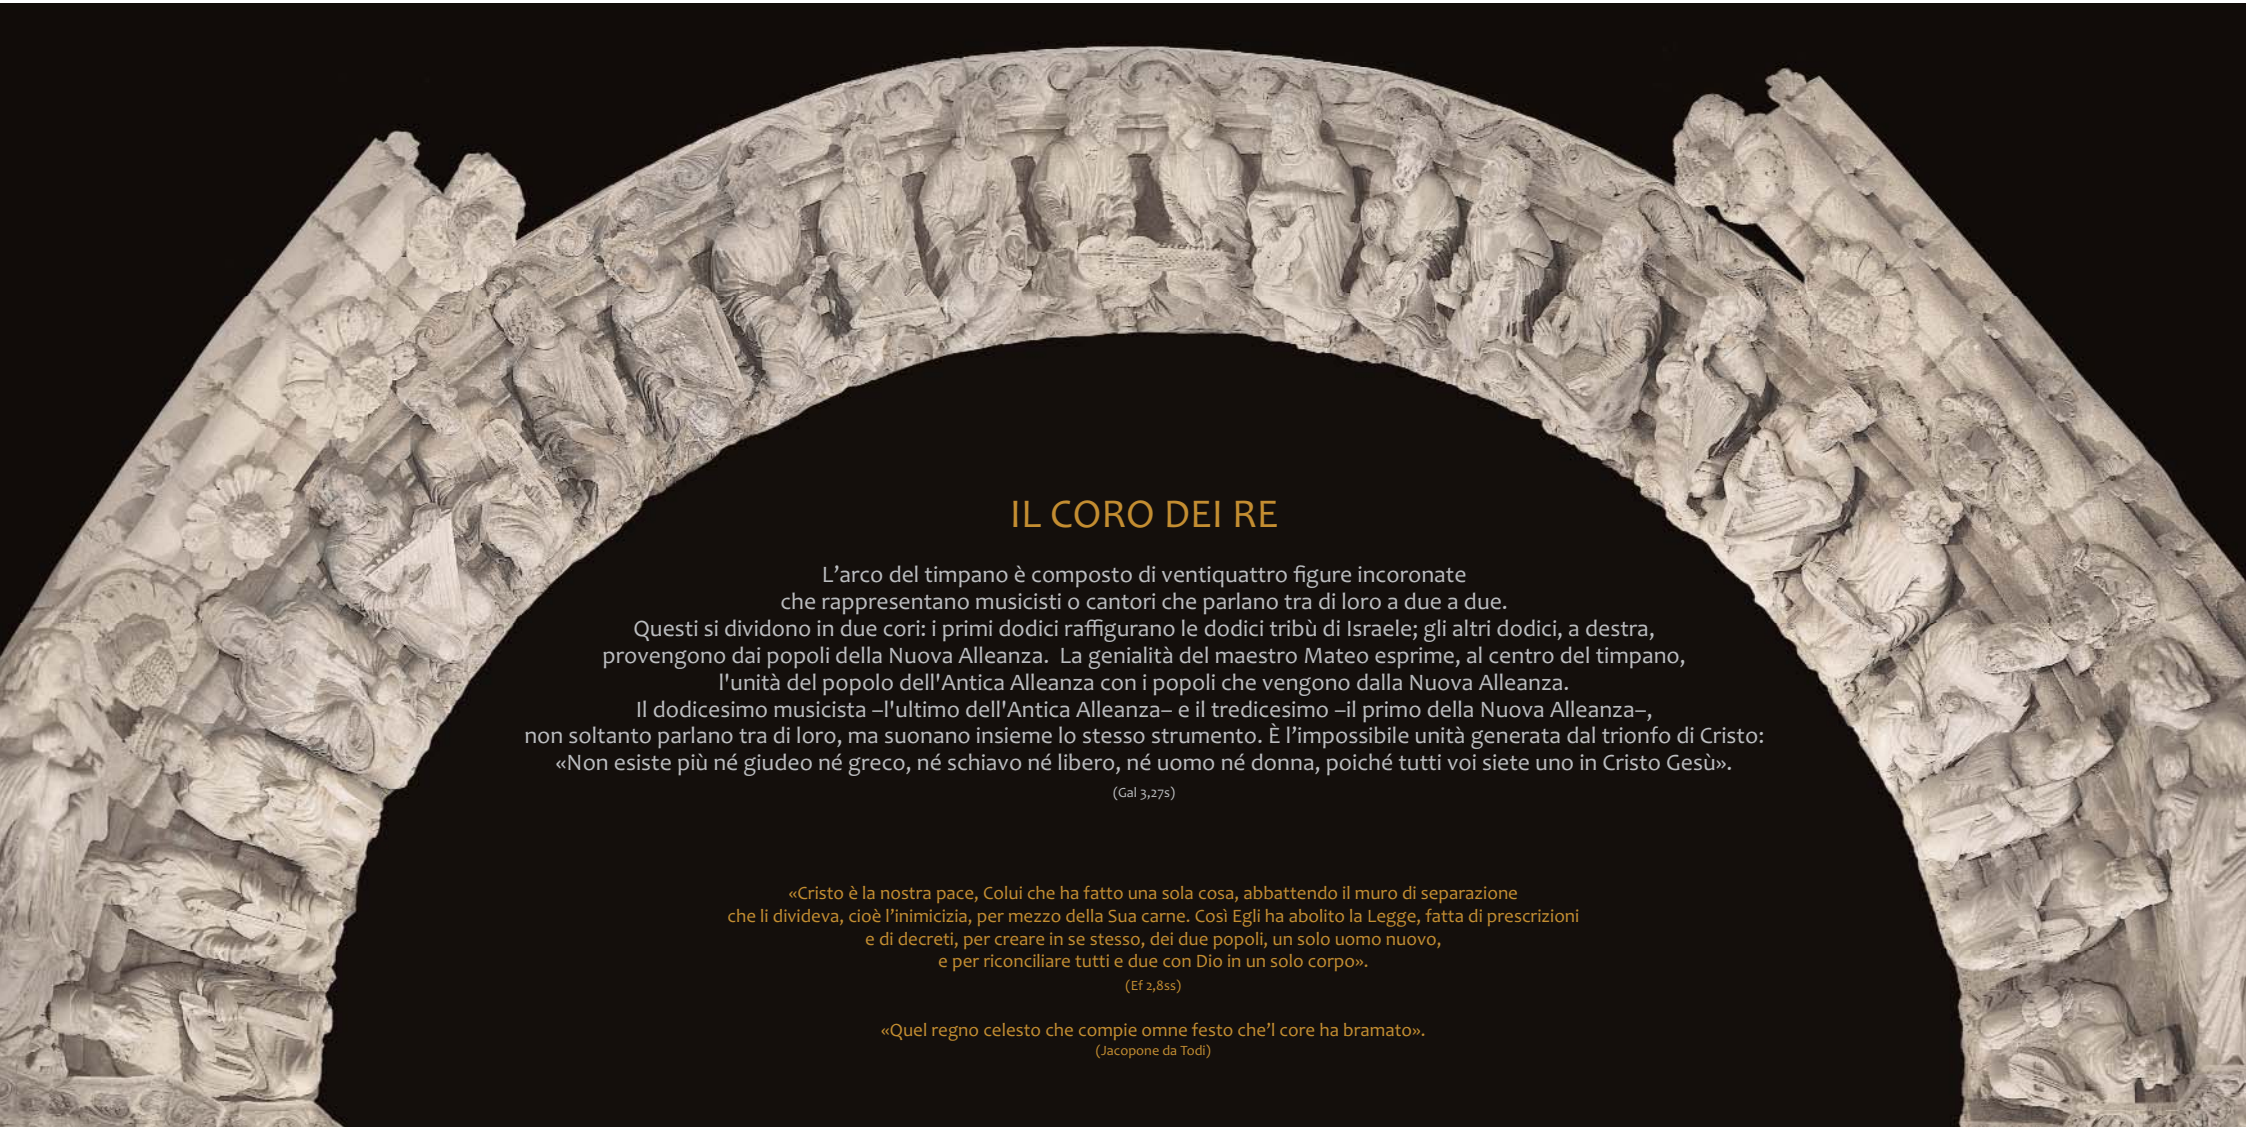 IL CORO DEI RE
L’arco del timpano è composto di ventiquattro figure incoronate
che rappresentano musicisti o cantori che parlano tra di loro a due a due.
Questi si dividono in due cori: i primi dodici raffigurano le dodici tribù di Israele; gli altri dodici, a destra,
provengono dai popoli della Nuova Alleanza.  La genialità del maestro Mateo esprime, al centro del timpano,
l'unità del popolo dell'Antica Alleanza con i popoli che vengono dalla Nuova Alleanza.
Il dodicesimo musicista –l'ultimo dell'Antica Alleanza– e il tredicesimo –il primo della Nuova Alleanza–,
non soltanto parlano tra di loro, ma suonano insieme lo stesso strumento. È l’impossibile unità generata dal trionfo di Cristo:
«Non esiste più né giudeo né greco, né schiavo né libero, né uomo né donna, poiché tutti voi siete uno in Cristo Gesù».
(Gal 3,27s)
«Cristo è la nostra pace, Colui che ha fatto una sola cosa, abbattendo il muro di separazione
che li divideva, cioè l’inimicizia, per mezzo della Sua carne. Così Egli ha abolito la Legge, fatta di prescrizioni
e di decreti, per creare in se stesso, dei due popoli, un solo uomo nuovo,
e per riconciliare tutti e due con Dio in un solo corpo».
(Ef 2,8ss)
«Quel regno celesto che compie omne festo che’l core ha bramato».
(Jacopone da Todi)